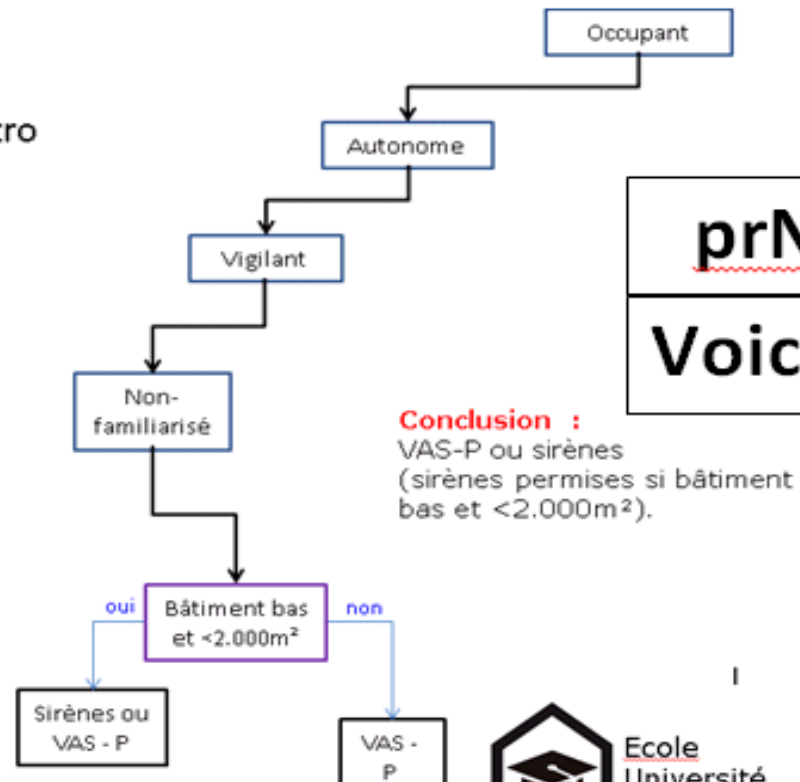 Occupant
Autonome
Vigilant
Non-
familiarisé
Conclusion :
VAS-P ou sirènes
(sirènes permises si bâtiment
bas et <2.000m²).
oui
Bâtiment bas
et <2.000m²
non
Sirènes ou
VAS - P
VAS -
P
Ecole
Université